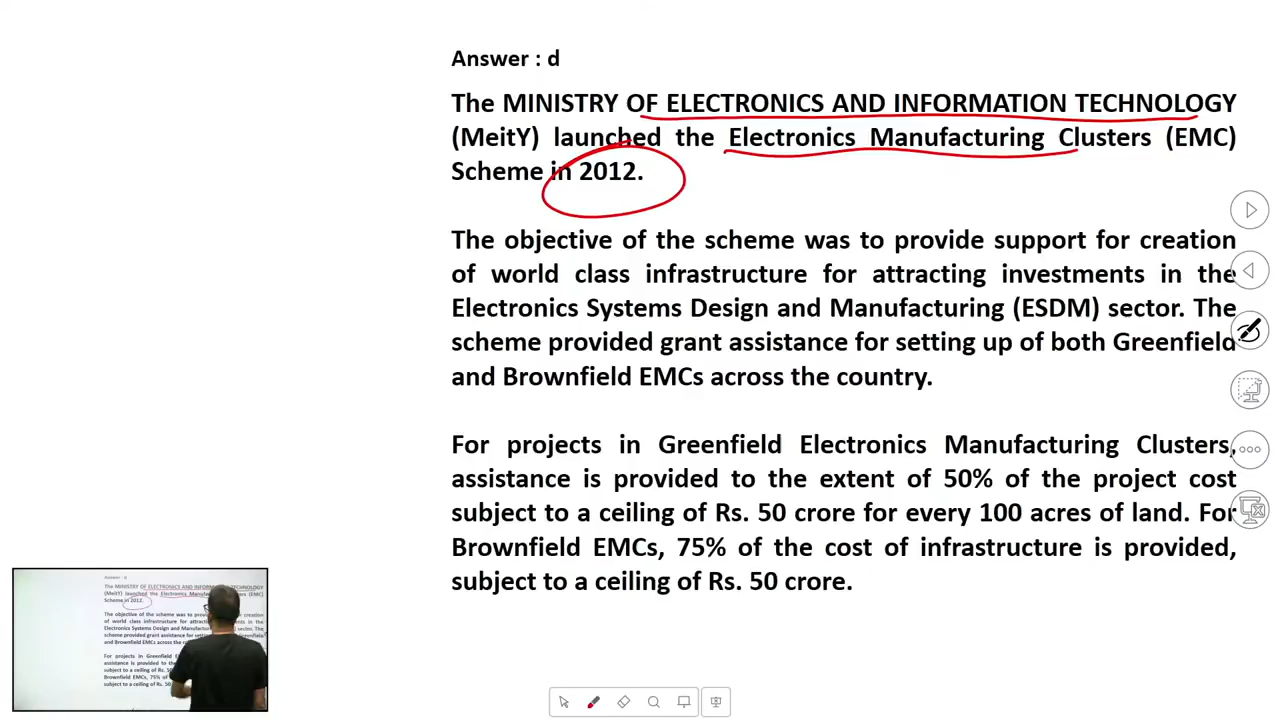 Answer : d
The MINISTRY OF ELECTRONICS AND INFORMATION TECHNOLOGY
(MeitY) launched the Electronics Manufacturing Clusters (EMC)
Scheme in 2012.
The objective of the scheme was to provide support for creation
of world class infrastructure for attracting investments in the
Electronics Systems Design and Manufacturing (ESDM) sector. The
scheme provided grant assistance for setting up of both Greenfield
and Brownfield EMCs across the country.
For projects in Greenfield Electronics Manufacturing Clusters,
assistance is provided to the extent of 50% of the project cost
subject to a ceiling of Rs. 50 crore for every 100 acres of land. For
Brownfield EMCs, 75% of the cost of infrastructure is provided,
subject to a ceiling of Rs. 50 crore.